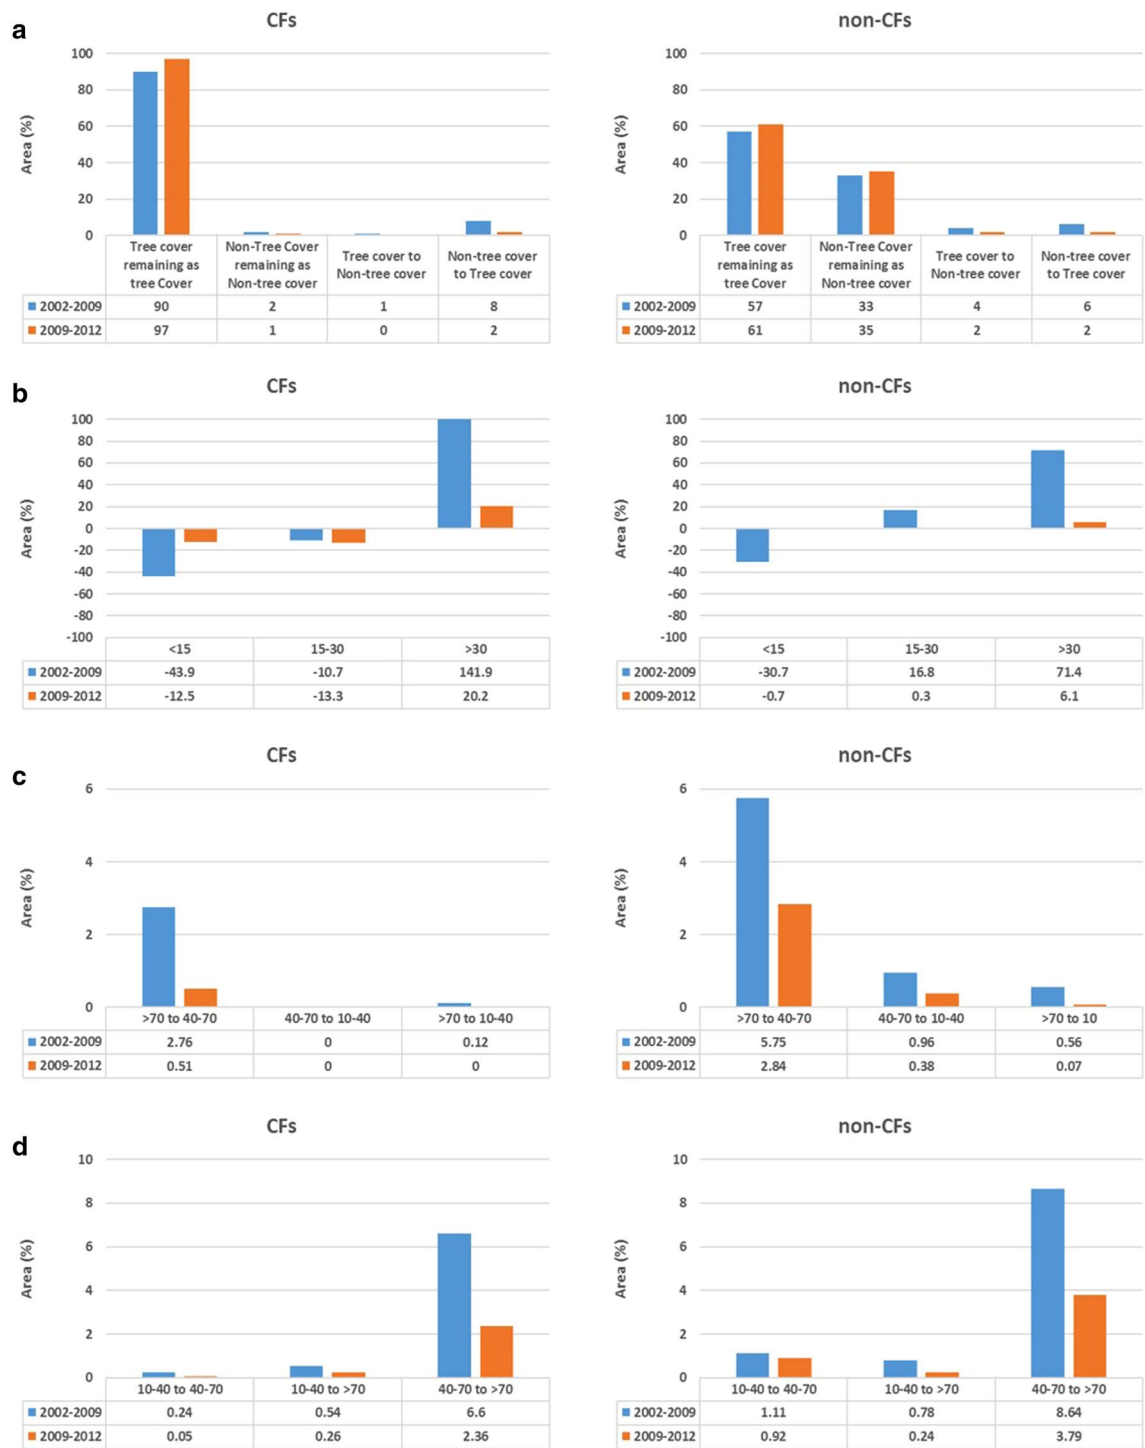 a
CFs
Area (%)
100
80
60
40
20
0
Tree cover remaining as tree Cover
Non-Tree Cover remaining as Non-tree cover
Tree cover to Non-tree cover
Non-tree cover to Tree cover
2002-2009 90 2 1 8
2009-2012 97 1 0 2
non-CFs
Area (%)
100
80
60
40
20
0
Tree cover remaining as tree Cover
Non-Tree Cover remaining as Non-tree cover
Tree cover to Non-tree cover
Non-tree cover to Tree cover
2002-2009 57 33 4 6
2009-2012 61 35 2 2
b
CFs
Area (%)
100
80
60
40
20
0
-20
-40
-60
-80
-100
<15 15-30 >30
2002-2009 -43.9 -10.7 141.9
2009-2012 -12.5 -13.3 20.2
non-CFs
Area (%)
100
80
60
40
20
0
-20
-40
-60
-80
-100
<15 15-30 >30
2002-2009 -30.7 16.8 71.4
2009-2012 -0.7 0.3 6.1
c
CFs
Area (%)
6
4
2
0
>70 to 40-70 40-70 to 10-40 >70 to 10-40
2002-2009 2.76 0 0.12
2009-2012 0.51 0 0
non-CFs
Area (%)
6
4
2
0
>70 to 40-70 40-70 to 10-40 >70 to 10
2002-2009 5.75 0.96 0.56
2009-2012 2.84 0.38 0.07
d
CFs
Area (%)
10
8
6
4
2
0
10-40 to 40-70 10-40 to >70 40-70 to >70
2002-2009 0.24 0.54 6.6
2009-2012 0.05 0.26 2.36
non-CFs
Area (%)
10
8
6
4
2
0
10-40 to 40-70 10-40 to >70 40-70 to >70
2002-2009 1.11 0.78 8.64
2009-2012 0.92 0.24 3.79